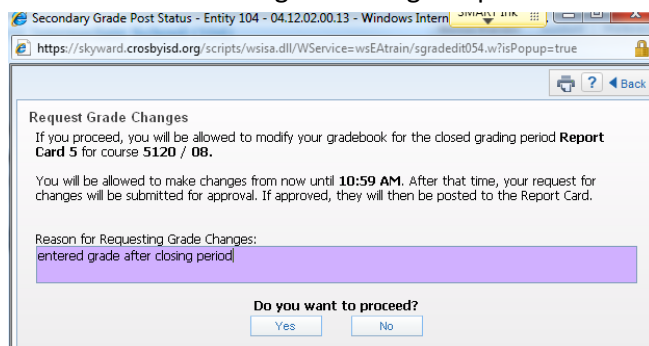 Secondary Grade Post Status - Entity 104 - 04.12.02.00.13 - Windows Intern
SMART Ink
https://skyward.crosbyisd.org/scripts/wsisa.dll/WService=wsEAtrain/sgradedit054.w?isPopup=true
? Back
Request Grade Changes
If you proceed, you will be allowed to modify your gradebook for the closed grading period Report
Card 5 for course 5120 / 08.
You will be allowed to make changes from now until 10:59 AM. After that time, your request for
changes will be submitted for approval. If approved, they will then be posted to the Report Card.
Reason for Requesting Grade Changes:
entered grade after closing period
Do you want to proceed?
Yes No